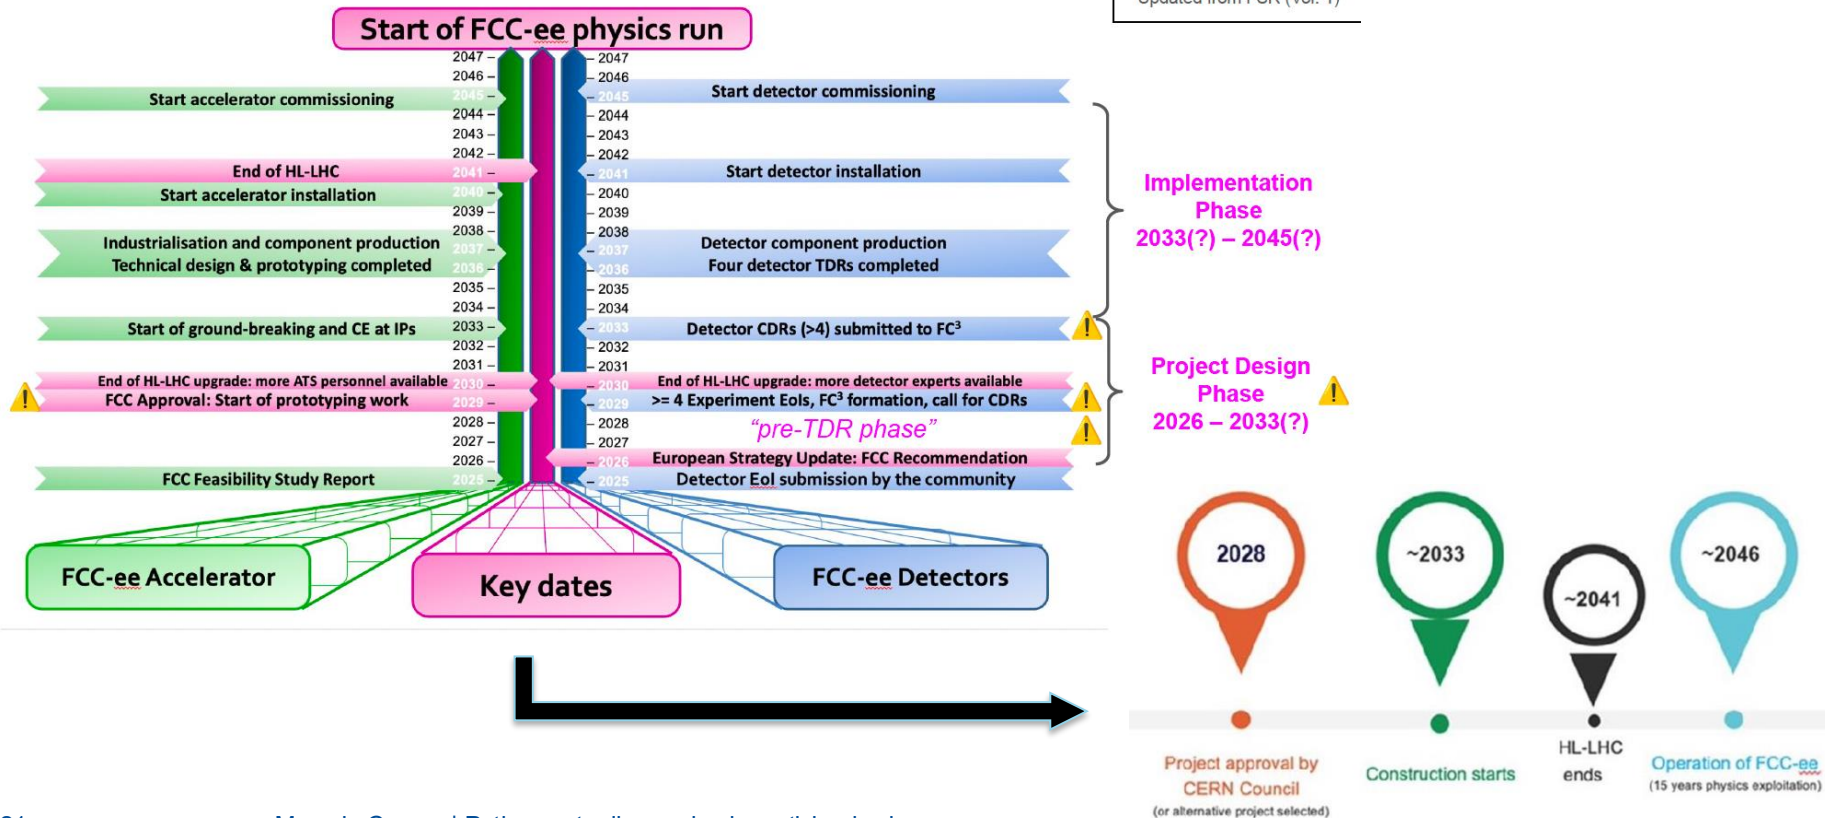 Updated from FSR (Vol. 1)
Start of FCC-ee physics run
2047
2046
2045
2044
2043
2042
2041
2040
2039
2038
2037
2036
2035
2034
2033
2032
2031
2030
2029
2028
2027
2026
2025
Start accelerator commissioning
End of HL-LHC
Start accelerator installation
Industrialisation and component production
Technical design & prototyping completed
Start of ground-breaking and CE at IPs
End of HL-LHC upgrade: more ATS personnel available
FCC Approval: Start of prototyping work
FCC Feasibility Study Report
2047
2046
2045
2044
2043
2042
2041
2040
2039
2038
2037
2036
2035
2034
2033
2032
2031
2030
2029
2028
2027
2026
2025
Start detector commissioning
Start detector installation
Detector component production
Four detector TDRs completed
Detector CDRs (>4) submitted to FC³
End of HL-LHC upgrade: more detector experts available
>= 4 Experiment EoIs, FC³ formation, call for CDRs
“pre-TDR phase”
European Strategy Update: FCC Recommendation
Detector EoI submission by the community
Implementation
Phase
2033(?) – 2045(?)
Project Design
Phase
2026 – 2033(?)
FCC-ee Accelerator
Key dates
FCC-ee Detectors
2028
~2033
~2041
~2046
Project approval by
CERN Council
(or alternative project selected)
Construction starts
HL-LHC
ends
Operation of FCC-ee
(15 years physics exploitation)